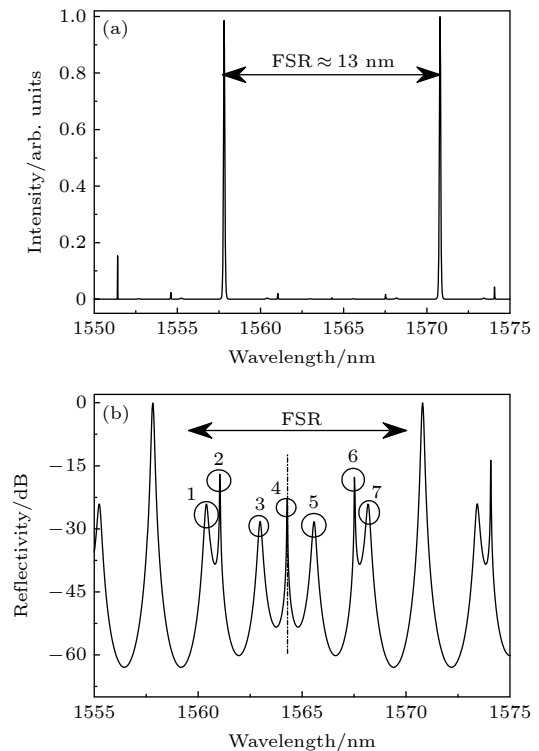 (a)
FSR ≈ 13 nm
Intensity/arb. units
1.0
0.8
0.6
0.4
0.2
0
1550 1555 1560 1565 1570 1575
Wavelength/nm
(b)
FSR
1 2 3 4 5 6 7
Reflectivity/dB
0
−15
−30
−45
−60
1555 1560 1565 1570 1575
Wavelength/nm